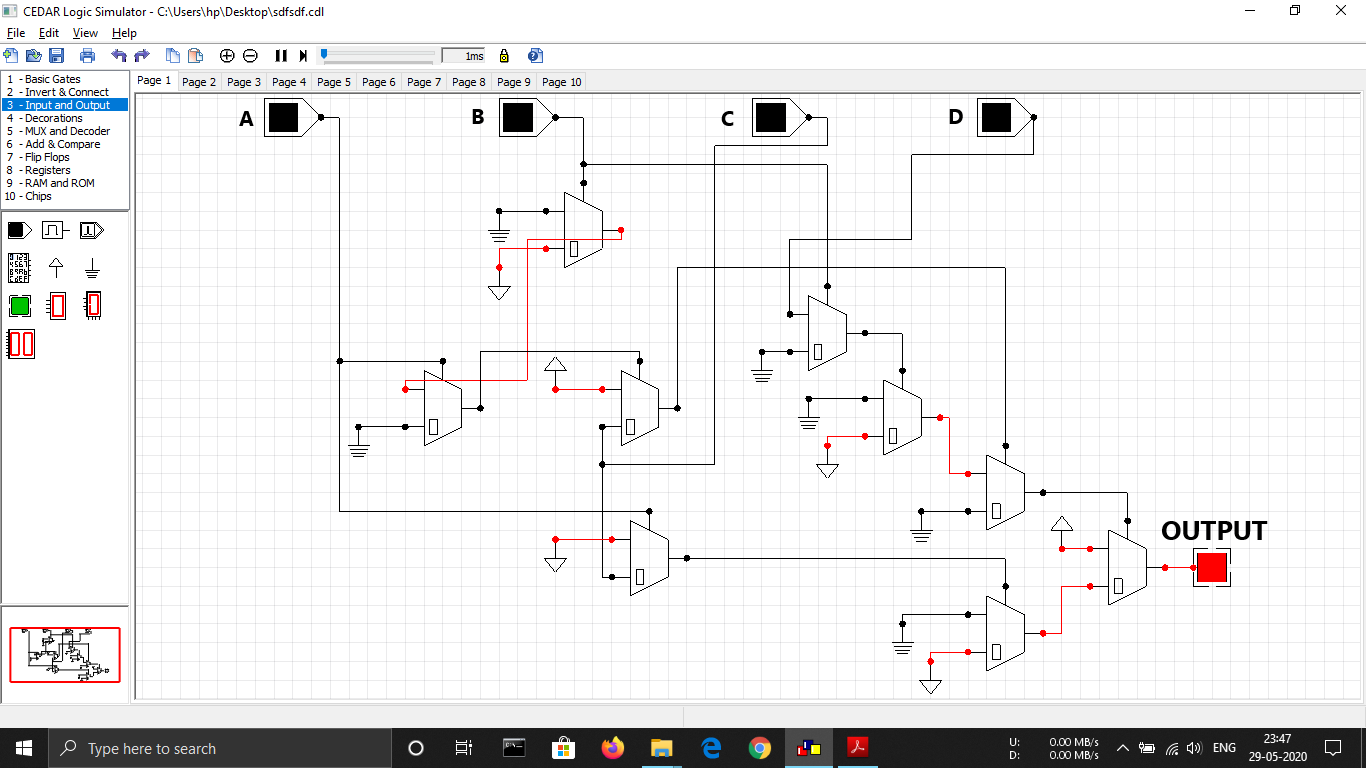 CEDAR Logic Simulator - C:\Users\hp\Desktop\sdfsdf.cdl
File Edit View Help
1ms
1 - Basic Gates
2 - Invert & Connect
3 - Input and Output
4 - Decorations
5 - MUX and Decoder
6 - Add & Compare
7 - Flip Flops
8 - Registers
9 - RAM and ROM
10 - Chips
Page 1 Page 2 Page 3 Page 4 Page 5 Page 6 Page 7 Page 8 Page 9 Page 10
A B C D
OUTPUT
Type here to search
U: 0.00 MB/s
D: 0.00 MB/s
ENG
23:47
29-05-2020